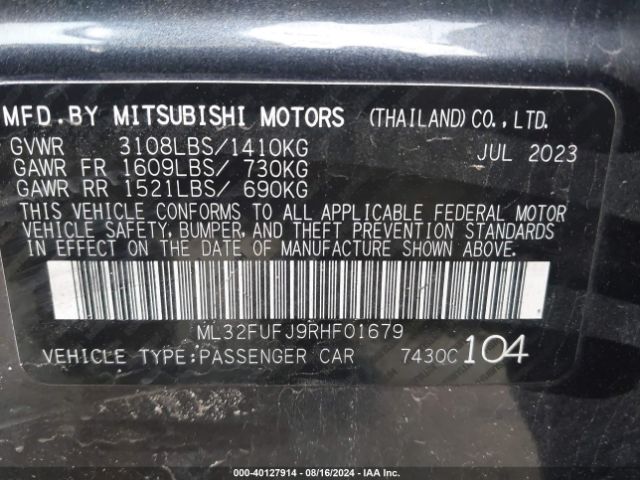 MFD.BY MITSUBISHI MOTORS (THAILAND) CO., LTD.
GVWR 3108LBS/1410KG JUL 2023
GAWR FR 1609LBS/ 730KG
GAWR RR 1521LBS/ 690KG
THIS VEHICLE CONFORMS TO ALL APPLICABLE FEDERAL MOTOR
VEHICLE SAFETY, BUMPER, AND THEFT PREVENTION STANDARDS
IN EFFECT ON THE DATE OF MANUFACTURE SHOWN ABOVE.
ML32FUFJ9RHF01679
VEHICLE TYPE:PASSENGER CAR 7430C 104
000-40127914 - 08/16/2024 - IAA Inc.